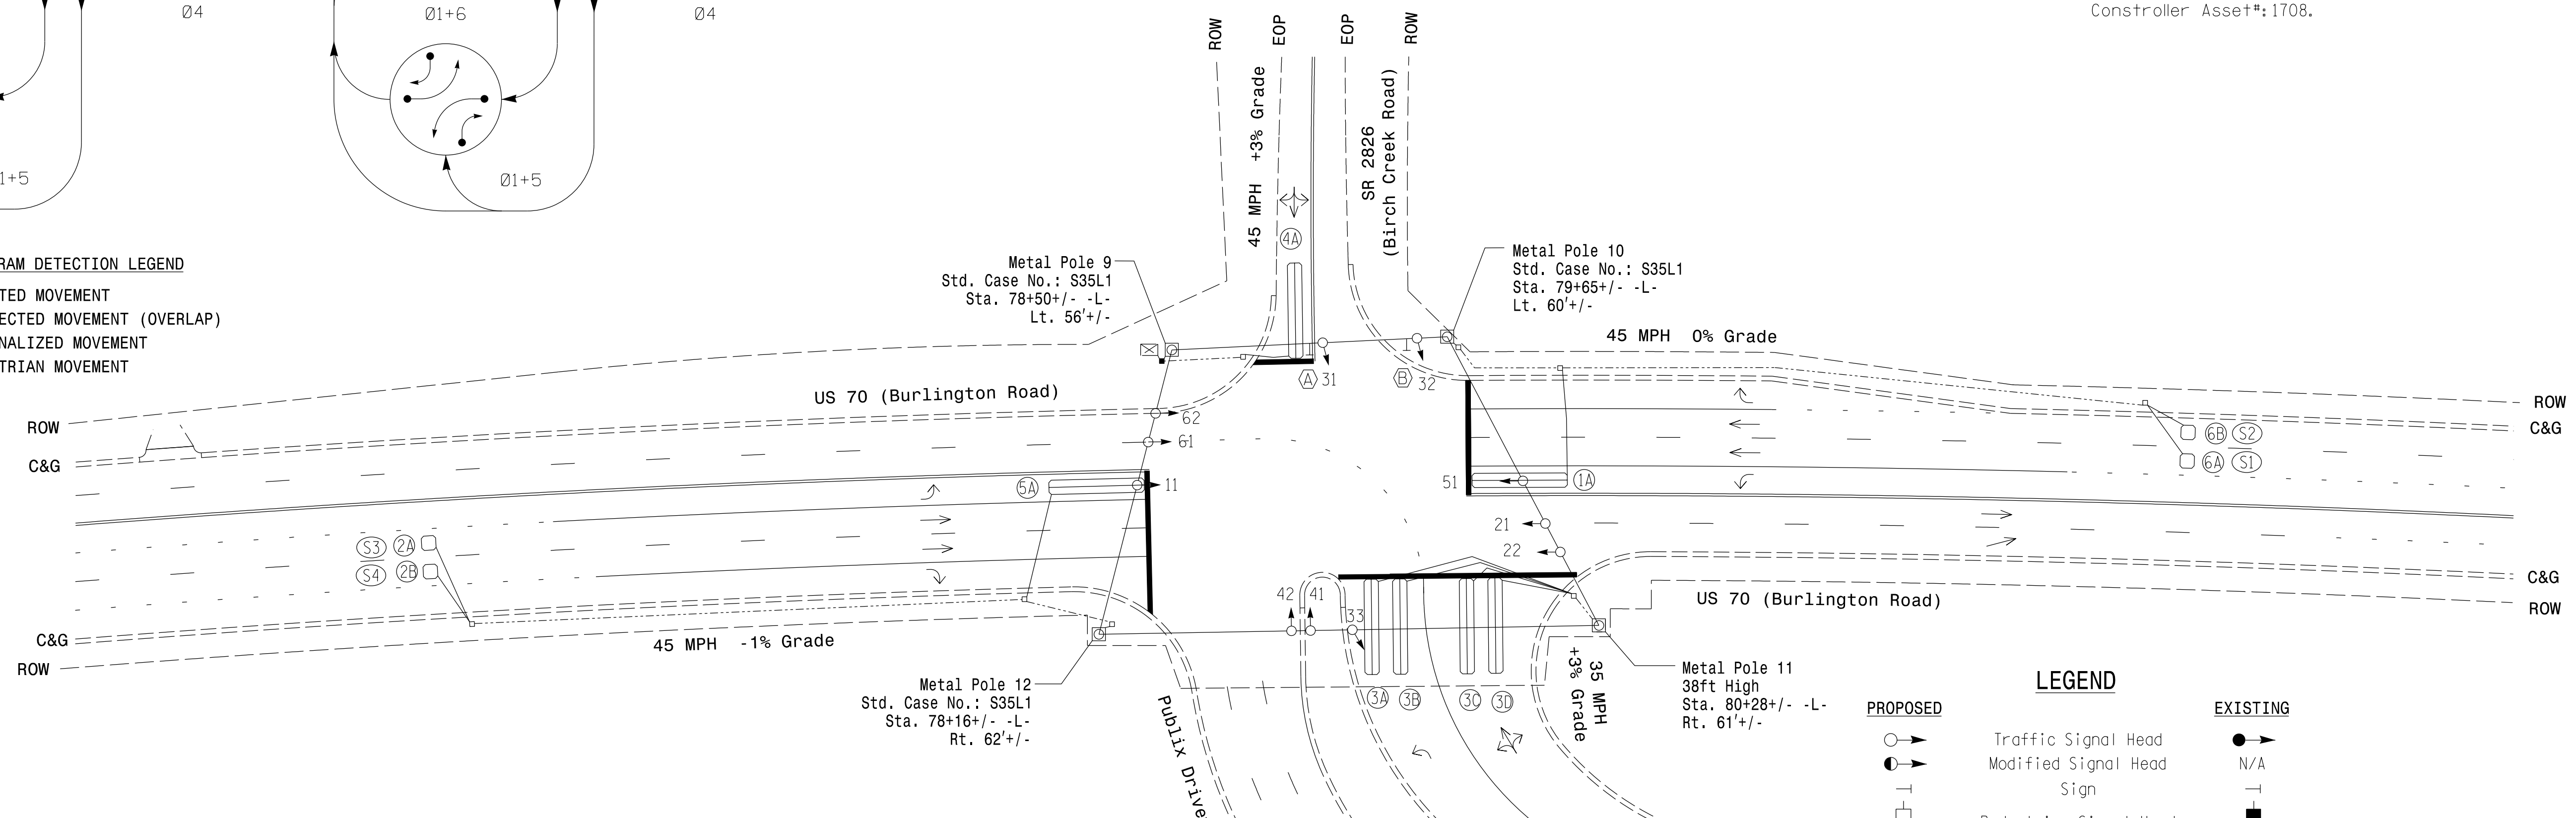 Ø4
Ø1+6
Ø4
Constroller Asset#: 1708.
1+5
Ø1+5
RAM DETECTION LEGEND
TED MOVEMENT
ECTED MOVEMENT (OVERLAP)
NALIZED MOVEMENT
TRIAN MOVEMENT
ROW
EOP
EOP
ROW
45 MPH +3% Grade
SR 2826
(Birch Creek Road)
4A
Metal Pole 9
Std. Case No.: S35L1
Sta. 78+50+/- -L-
Lt. 56'+/-
Metal Pole 10
Std. Case No.: S35L1
Sta. 79+65+/- -L-
Lt. 60'+/-
45 MPH 0% Grade
A 31
B 32
US 70 (Burlington Road)
ROW
C&G
62
61
11
5A
51
1A
6B S2
6A S1
ROW
C&G
S3 2A
S4 2B
21
22
C&G
ROW
45 MPH -1% Grade
42 41
33
US 70 (Burlington Road)
C&G
ROW
3A 3B 3C 3D
35 MPH
+3% Grade
Metal Pole 12
Std. Case No.: S35L1
Sta. 78+16+/- -L-
Rt. 62'+/-
Publix Drive
Metal Pole 11
38ft High
Sta. 80+28+/- -L-
Rt. 61'+/-
LEGEND
PROPOSED
EXISTING
Traffic Signal Head
Modified Signal Head
N/A
Sign